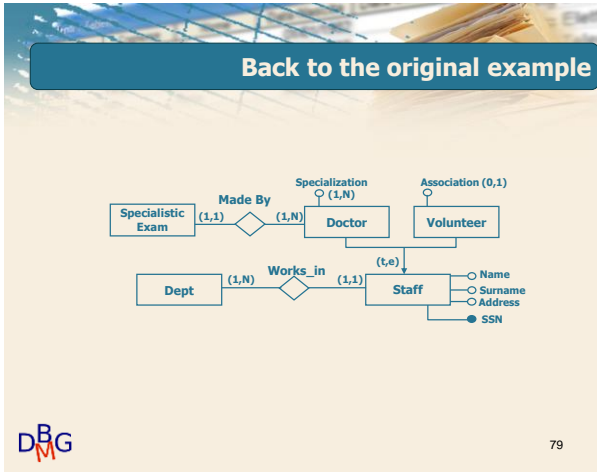 Back to the original example
Specialization
(1,N)
Association (0,1)
Made By
Specialistic
Exam
(1,1)
(1,N)
Doctor
Volunteer
(t,e)
Works_in
Dept
(1,N)
(1,1)
Staff
Name
Surname
Address
SSN
DBMG
79